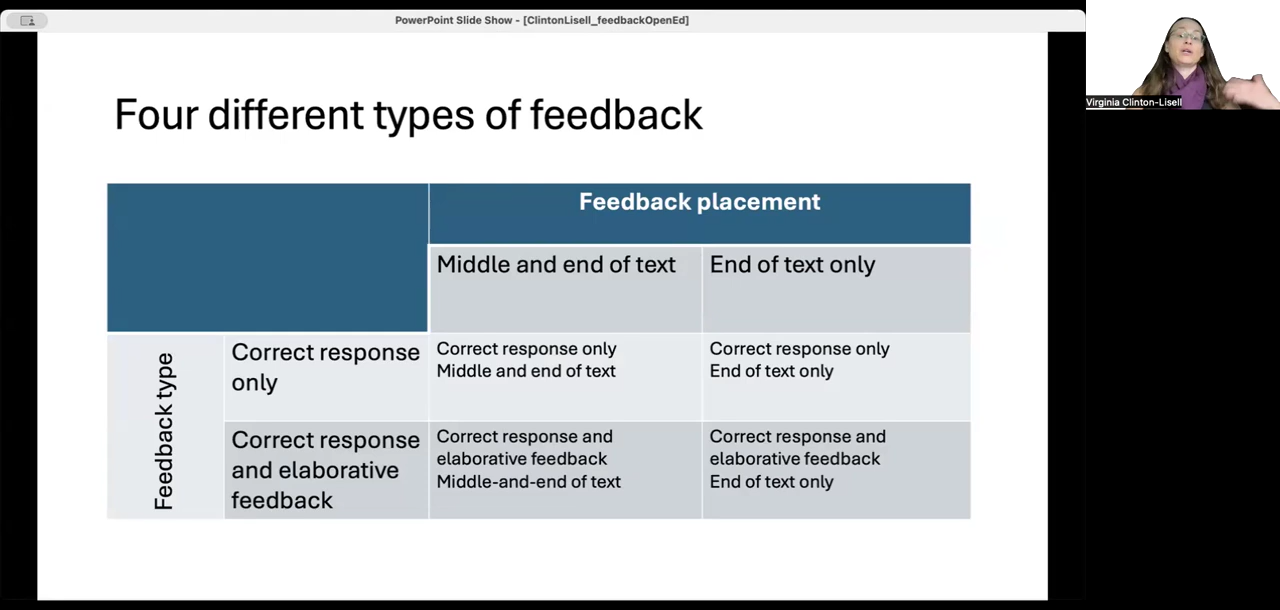 PowerPoint Slide Show - [ClintonLisell_feedbackOpenEd]
Virginia Clinton-Lisell
Four different types of feedback
Feedback placement
Middle and end of text
End of text only
Feedback type
Correct response
only
Correct response only
Middle and end of text
Correct response only
End of text only
Correct response
and elaborative
feedback
Correct response and
elaborative feedback
Middle-and-end of text
Correct response and
elaborative feedback
End of text only